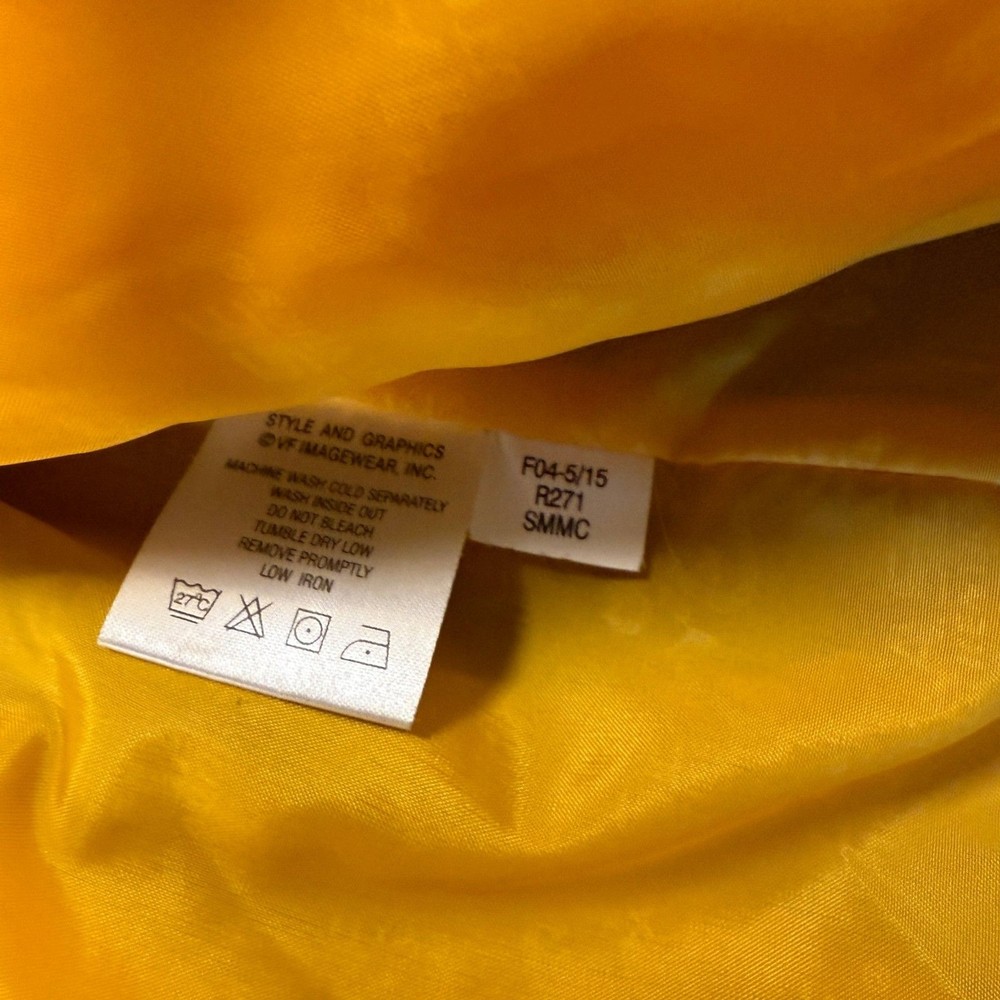 STYLE AND GRAPHICS
©VF IMAGEWEAR, INC.
MACHINE WASH COLD SEPARATELY
WASH INSIDE OUT
DO NOT BLEACH
TUMBLE DRY LOW
REMOVE PROMPTLY
LOW IRON
27°C
F04-5/15
R271
SMMC